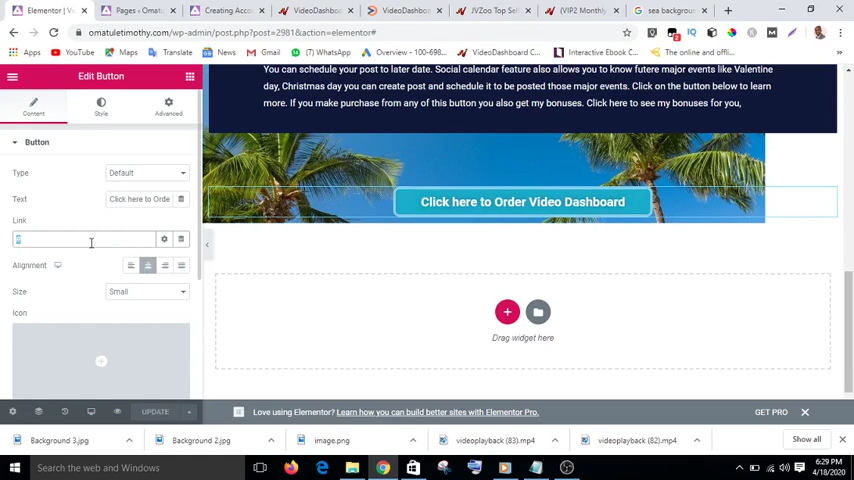 Elementor | V
Pages ‹ Omatu
Creating Acco
VideoDashboa
VideoDashboa
JVZoo Top Sel
(VIP2 Monthly
sea backgroun
omatuletimothy.com/wp-admin/post.php?post=2981&action=elementor#
Apps
YouTube
Maps
Translate
News
Gmail
(7) WhatsApp
Overview – 100-698...
VideoDashboard C...
Interactive Ecosyste...
The online and offli...
Edit Button
Content
Style
Advanced
Button
Type
Default
Text
Click here to Orde
Link
#
Alignment
Size
Small
Icon
UPDATE
You can schedule your post to later date. Social calendar feature also allows you to know futere major events like Valentine
day, Christmas day you can create post and schedule it to be posted those major events. Click on the button below to learn
more. If you make purchase from any of this button you also get my bonuses. Click here to see my bonuses for you,
Click here to Order Video Dashboard
Drag widget here
Love using Elementor? Learn how you can build better sites with Elementor Pro.
GET PRO
Background 3.jpg
Background 2.jpg
image.png
videoplayback (83).mp4
videoplayback (82).mp4
Show all
Search the web and Windows
6:29 PM
4/18/2020